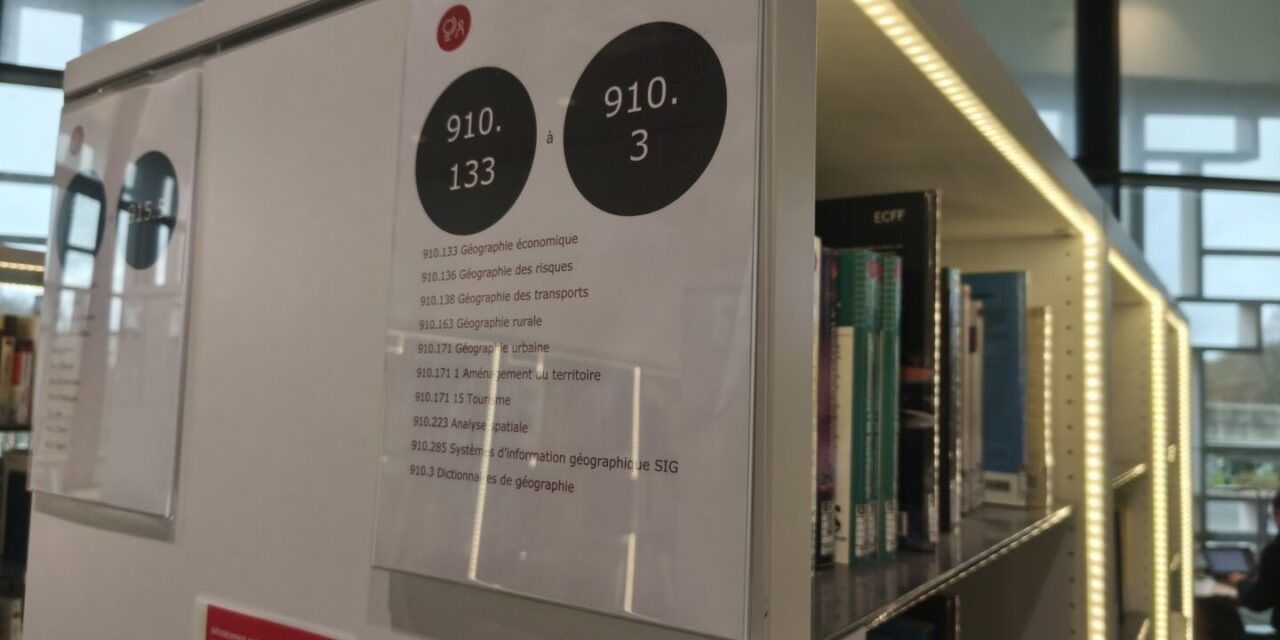 910.
133
à
910.
3
910.133 Géographie économique
910.136 Géographie des risques
910.138 Géographie des transports
910.163 Géographie rurale
910.171 Géographie urbaine
910.171 1 Aménagement du territoire
910.171 15 Tourisme
910.223 Analyse spatiale
910.285 Systèmes d'information géographique SIG
910.3 Dictionnaires de géographie
ECFF